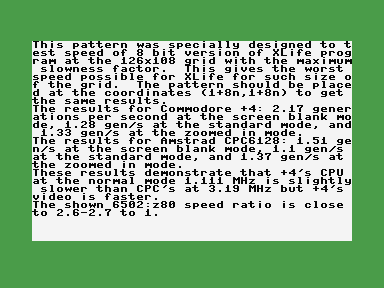 This pattern was specially designed to t
est speed of 8 bit version of XLife prog
ram at the 126x108 grid with the maximum
 slowness factor.  This gives the worst
speed possible for XLife for such size o
f the grid.  The pattern should be place
d at the coordinates (1+8n,1+8n) to get
the same results.
The results for Commodore +4: 2.17 gener
ations per second at the screen blank mo
de, 1.28 gen/s at the standard mode, and
 1.33 gen/s at the zoomed in mode.
The results for Amstrad CPC6128: 1.51 ge
n/s at the screen blank mode, 1.1 gen/s
at the standard mode, and 1.37 gen/s at
the zoomed in mode.
These results demonstrate that +4's CPU
at the normal mode 1.111 MHz is slightly
 slower than CPC's at 3.19 MHz but +4's
video is faster.
The shown 6502:z80 speed ratio is close
to 2.6-2.7 to 1.